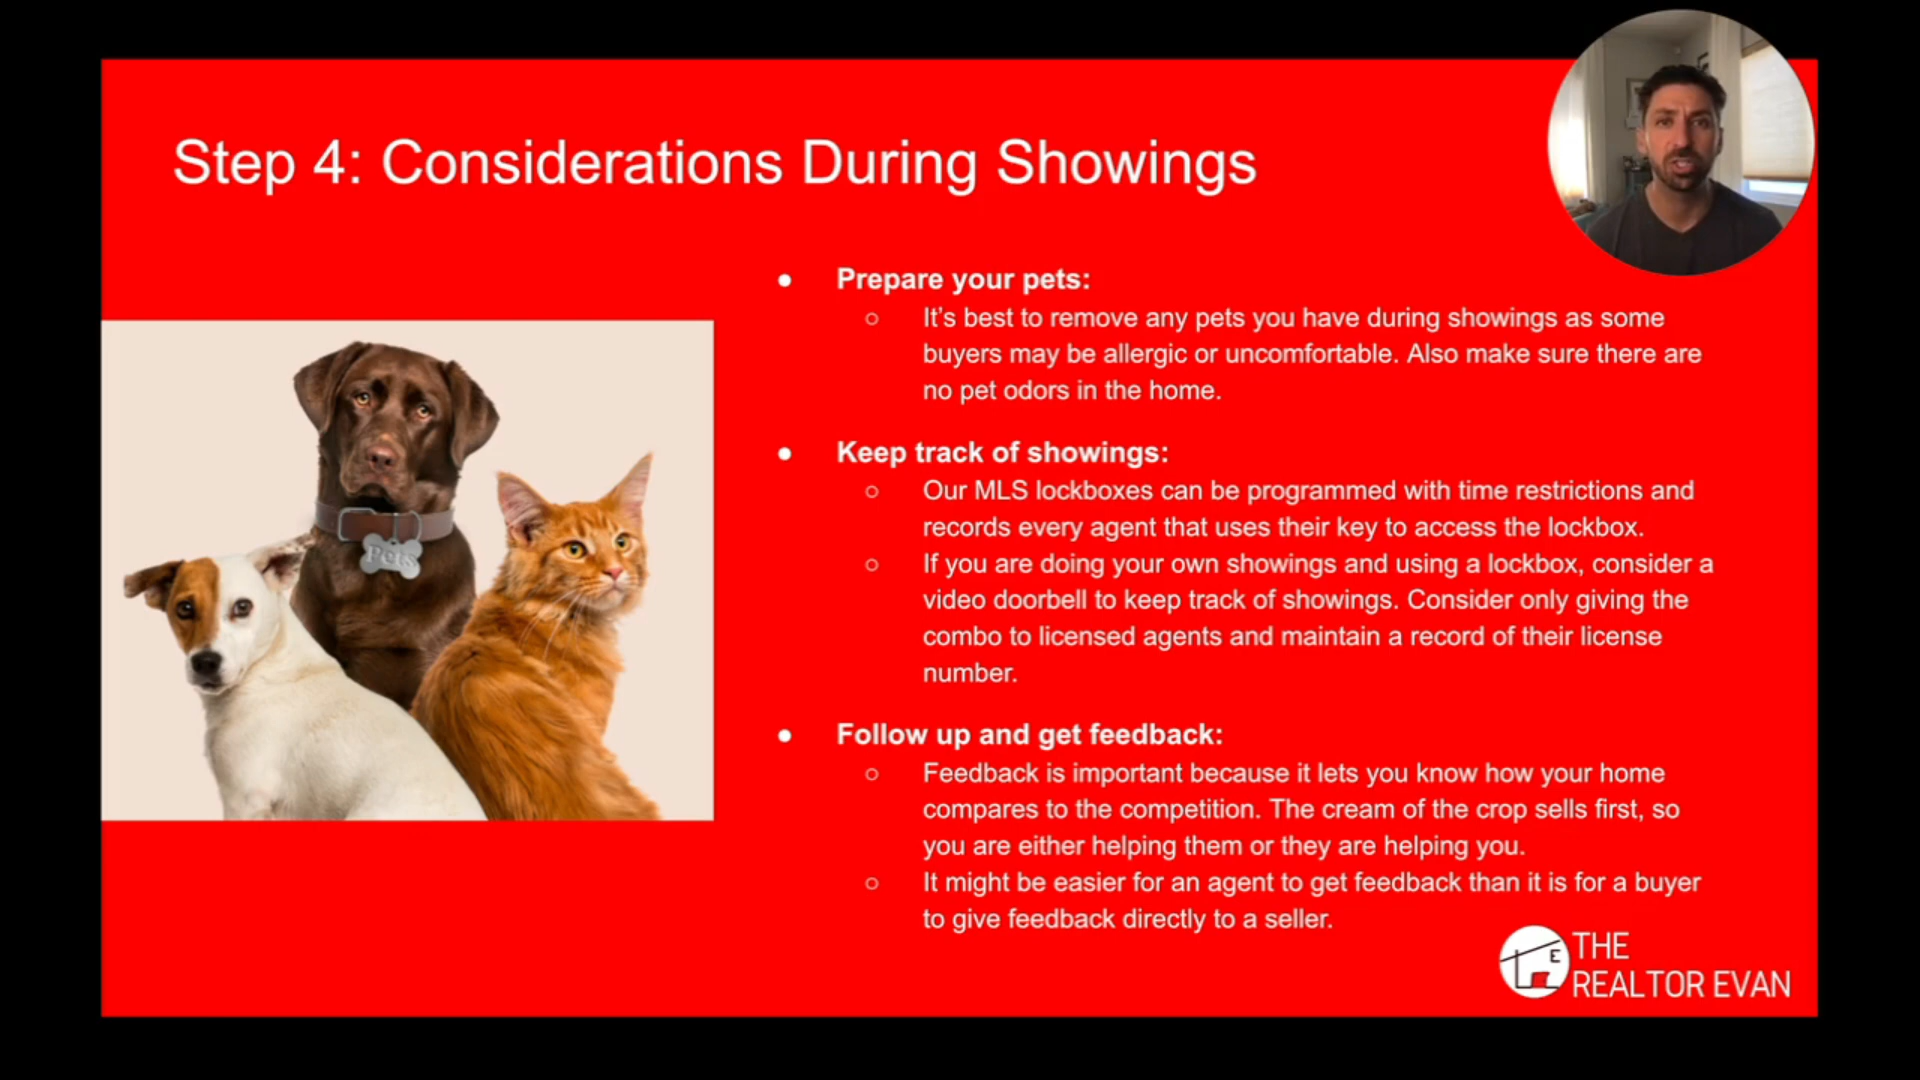 Step 4: Considerations During Showings
● Prepare your pets:
○ It's best to remove any pets you have during showings as some
buyers may be allergic or uncomfortable. Also make sure there are
no pet odors in the home.
● Keep track of showings:
○ Our MLS lockboxes can be programmed with time restrictions and
records every agent that uses their key to access the lockbox.
○ If you are doing your own showings and using a lockbox, consider a
video doorbell to keep track of showings. Consider only giving the
combo to licensed agents and maintain a record of their license
number.
● Follow up and get feedback:
○ Feedback is important because it lets you know how your home
compares to the competition. The cream of the crop sells first, so
you are either helping them or they are helping you.
○ It might be easier for an agent to get feedback than it is for a buyer
to give feedback directly to a seller.
Pets
E
THE
REALTOR EVAN